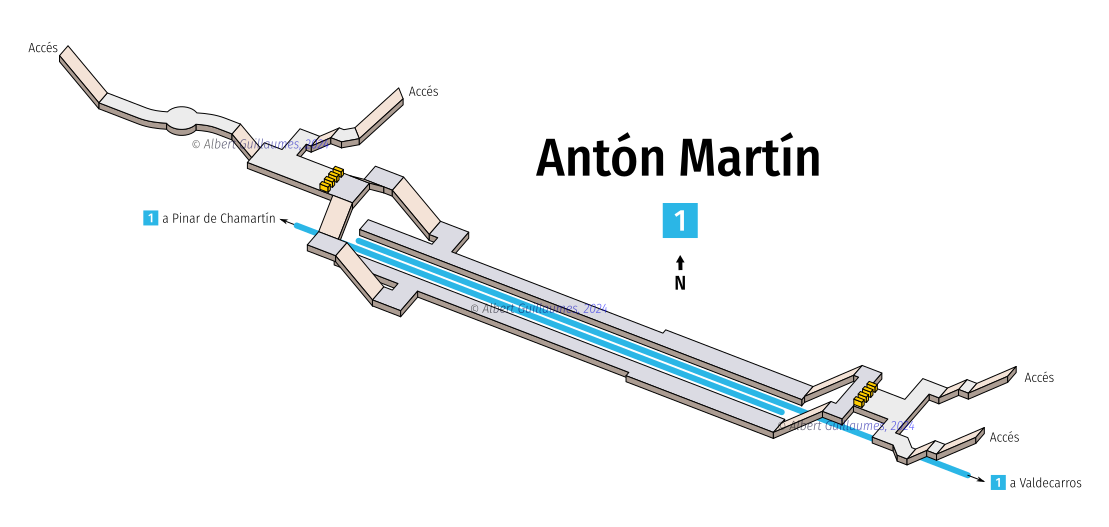 Accés
Accés
© Albert Guillaumes, 2024
Antón Martín
1 a Pinar de Chamartín
1
N
© Albert Guillaumes, 2024
Accés
© Albert Guillaumes, 2024
Accés
1 a Valdecarros